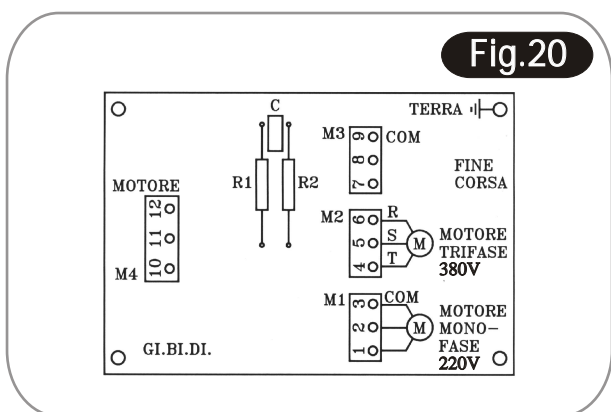 Fig.20
C
TERRA
M3
9 COM
8
7
FINE
CORSA
R1
R2
MOTORE
12
11
10
M4
M2
6 R
5 S
4 T
M
MOTORE
TRIFASE
380V
M1
3 COM
2
1
M
MOTORE
MONO-
FASE
220V
GI.BI.DI.